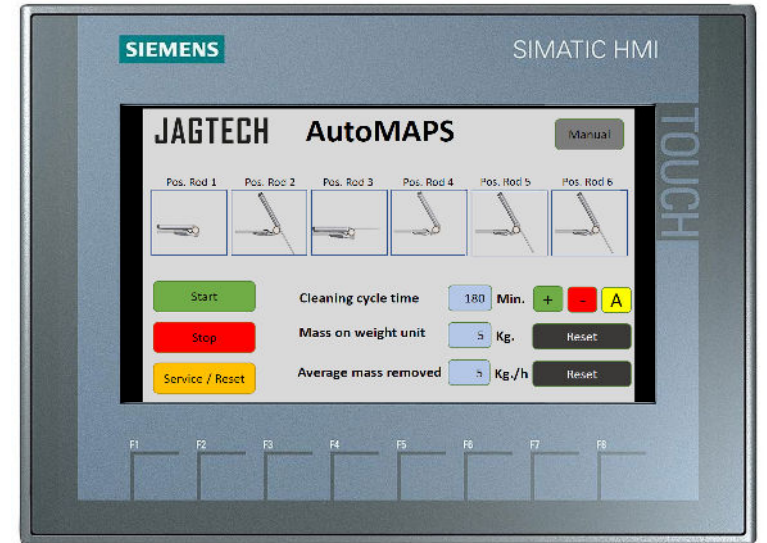 SIEMENS
SIMATIC HMI
TOUCH
JAGTECH AutoMAPS
Manual
Pos. Rod 1 Pos. Rod 2 Pos. Rod 3 Pos. Rod 4 Pos. Rod 5 Pos. Rod 6
Start Cleaning cycle time 180 Min. + - A
Stop Mass on weight unit 5 Kg. Reset
Service / Reset Average mass removed 5 Kg./h Reset
F1 F2 F3 F4 F5 F6 F7 F8